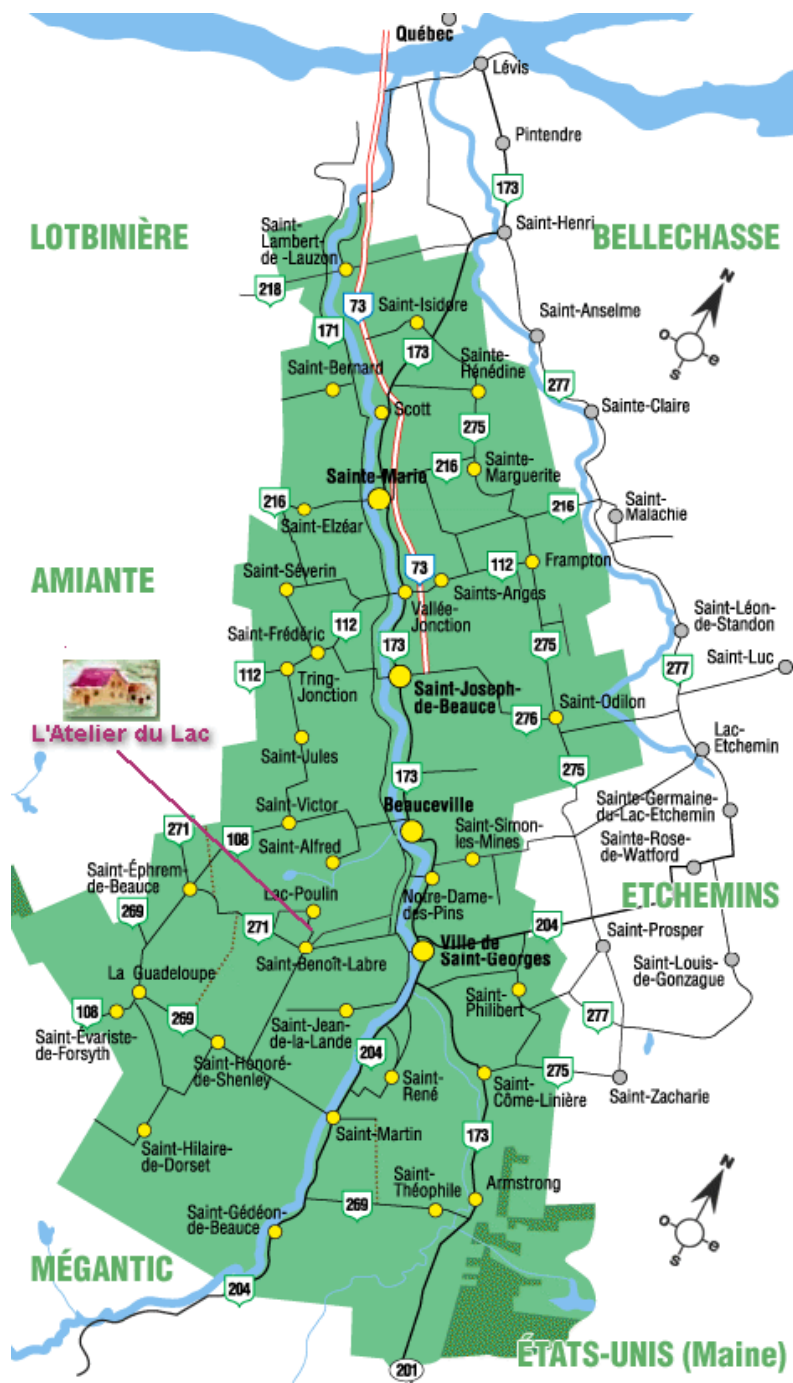 Québec
Lévis
Pintendre
173
Saint-Henri
LOTBINIÈRE
BELLECHASSE
Saint-
Lambert-
de -Lauzon
218
N
o
e
s
73
Saint-Isidore
Saint-Anselme
171
173
Sainte-
Hénédine
Saint-Bernard
277
Scott
Sainte-Claire
275
Sainte-Marie
216
Sainte-
Marguerite
216
216
Saint-
Malachie
Saint-Elzéar
AMIANTE
Saint-Séverin
73
112
Frampton
Saints-Anges
Vallée-
Jonction
112
Saint-Frédéric
Saint-Léon-
de-Standon
173
275
112
Tring-
Jonction
277
Saint-Luc
Saint-Joseph-
de-Beauce
Saint-Odilon
276
L'Atelier du Lac
Saint-Jules
Lac-
Etchemin
173
275
Saint-Victor
Beauceville
Sainte-Germaine-
du-Lac-Etchemin
271
108
Saint-Alfred
Saint-Simon-
les-Mines
Sainte-Rose-
de-Watford
Saint-Éphrem-
de-Beauce
Lac-Poulin
Notre-Dame-
des-Pins
ETCHEMINS
269
271
204
Saint-Prosper
Saint-Benoît-Labre
Ville de
Saint-Georges
Saint-Louis-
de-Gonzague
La Guadeloupe
Saint-
Philibert
108
269
Saint-Jean-
de-la-Lande
277
Saint-Évariste-
de-Forsyth
Saint-Honoré-
de-Shenley
204
Saint-
René
Saint-
Côme-Linière
275
Saint-Zacharie
Saint-Martin
173
Saint-Hilaire-
de-Dorset
Saint-
Théophile
Armstrong
N
o
e
s
Saint-Gédéon-
de-Beauce
269
MÉGANTIC
204
ÉTATS-UNIS (Maine)
201